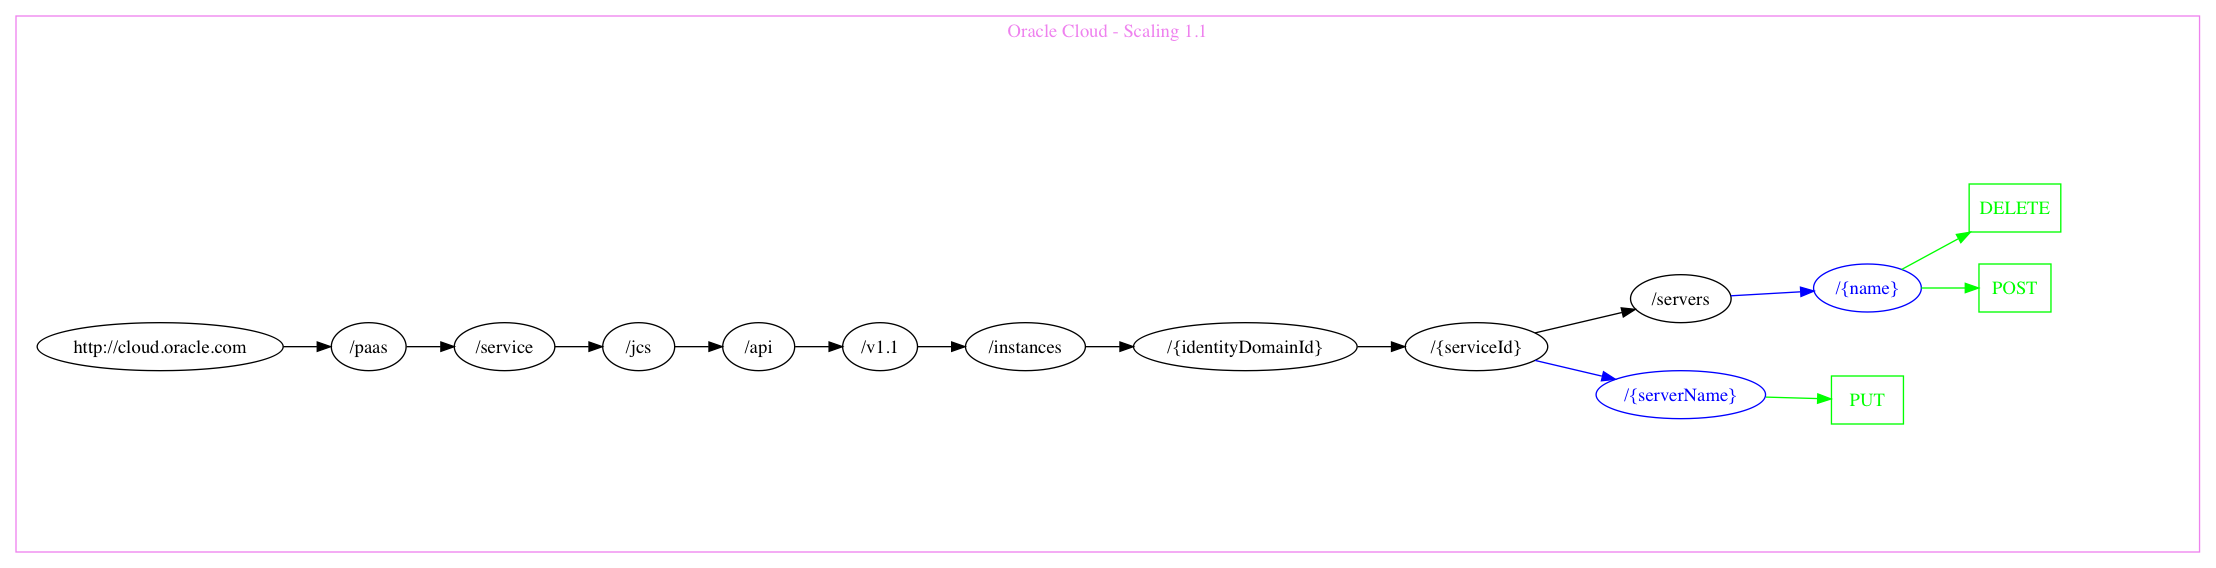 Oracle Cloud - Scaling 1.1
http://cloud.oracle.com
/paas
/service
/jcs
/api
/v1.1
/instances
/{identityDomainId}
/{serviceId}
/servers
/{name}
DELETE
POST
/{serverName}
PUT